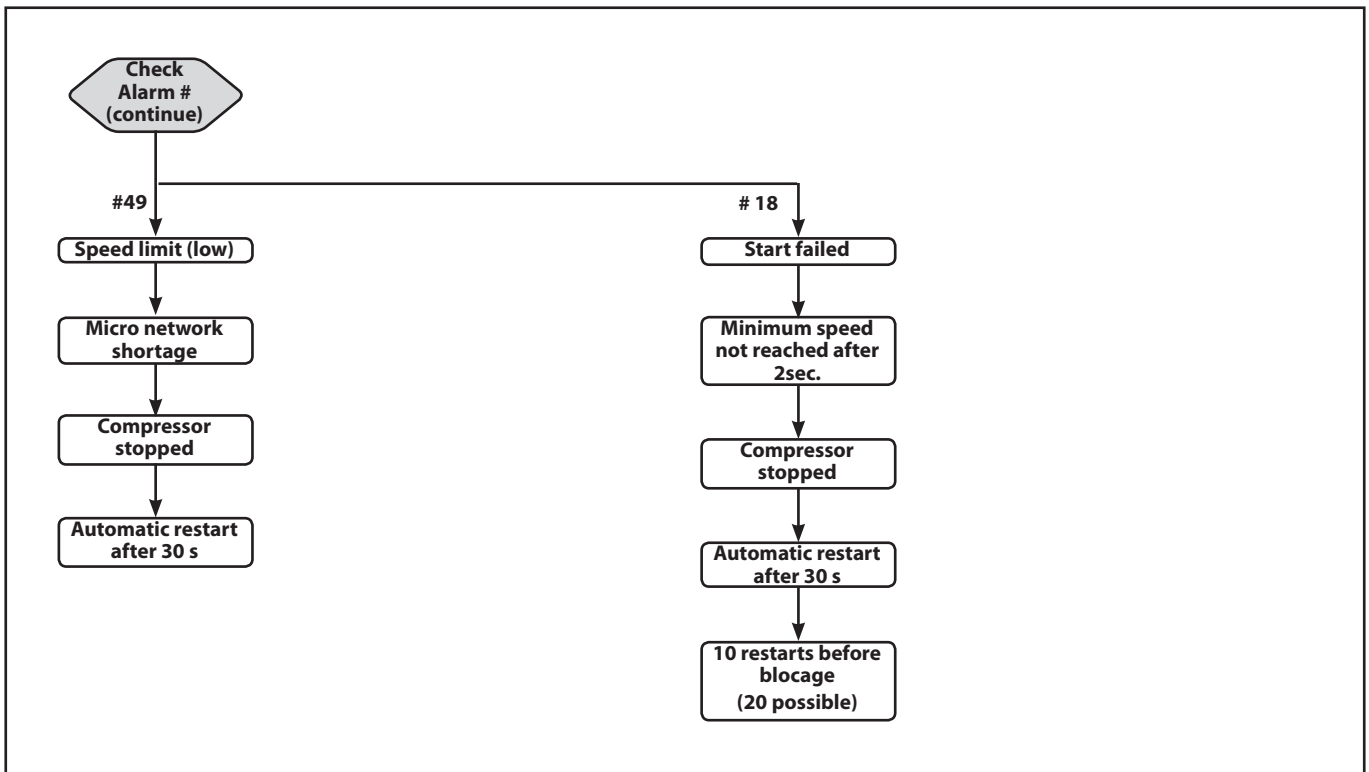 Check
Alarm #
(continue)
#49
# 18
Speed limit (low)
Start failed
Micro network
shortage
Minimum speed
not reached after
2sec.
Compressor
stopped
Compressor
stopped
Automatic restart
after 30 s
Automatic restart
after 30 s
10 restarts before
blocage
(20 possible)